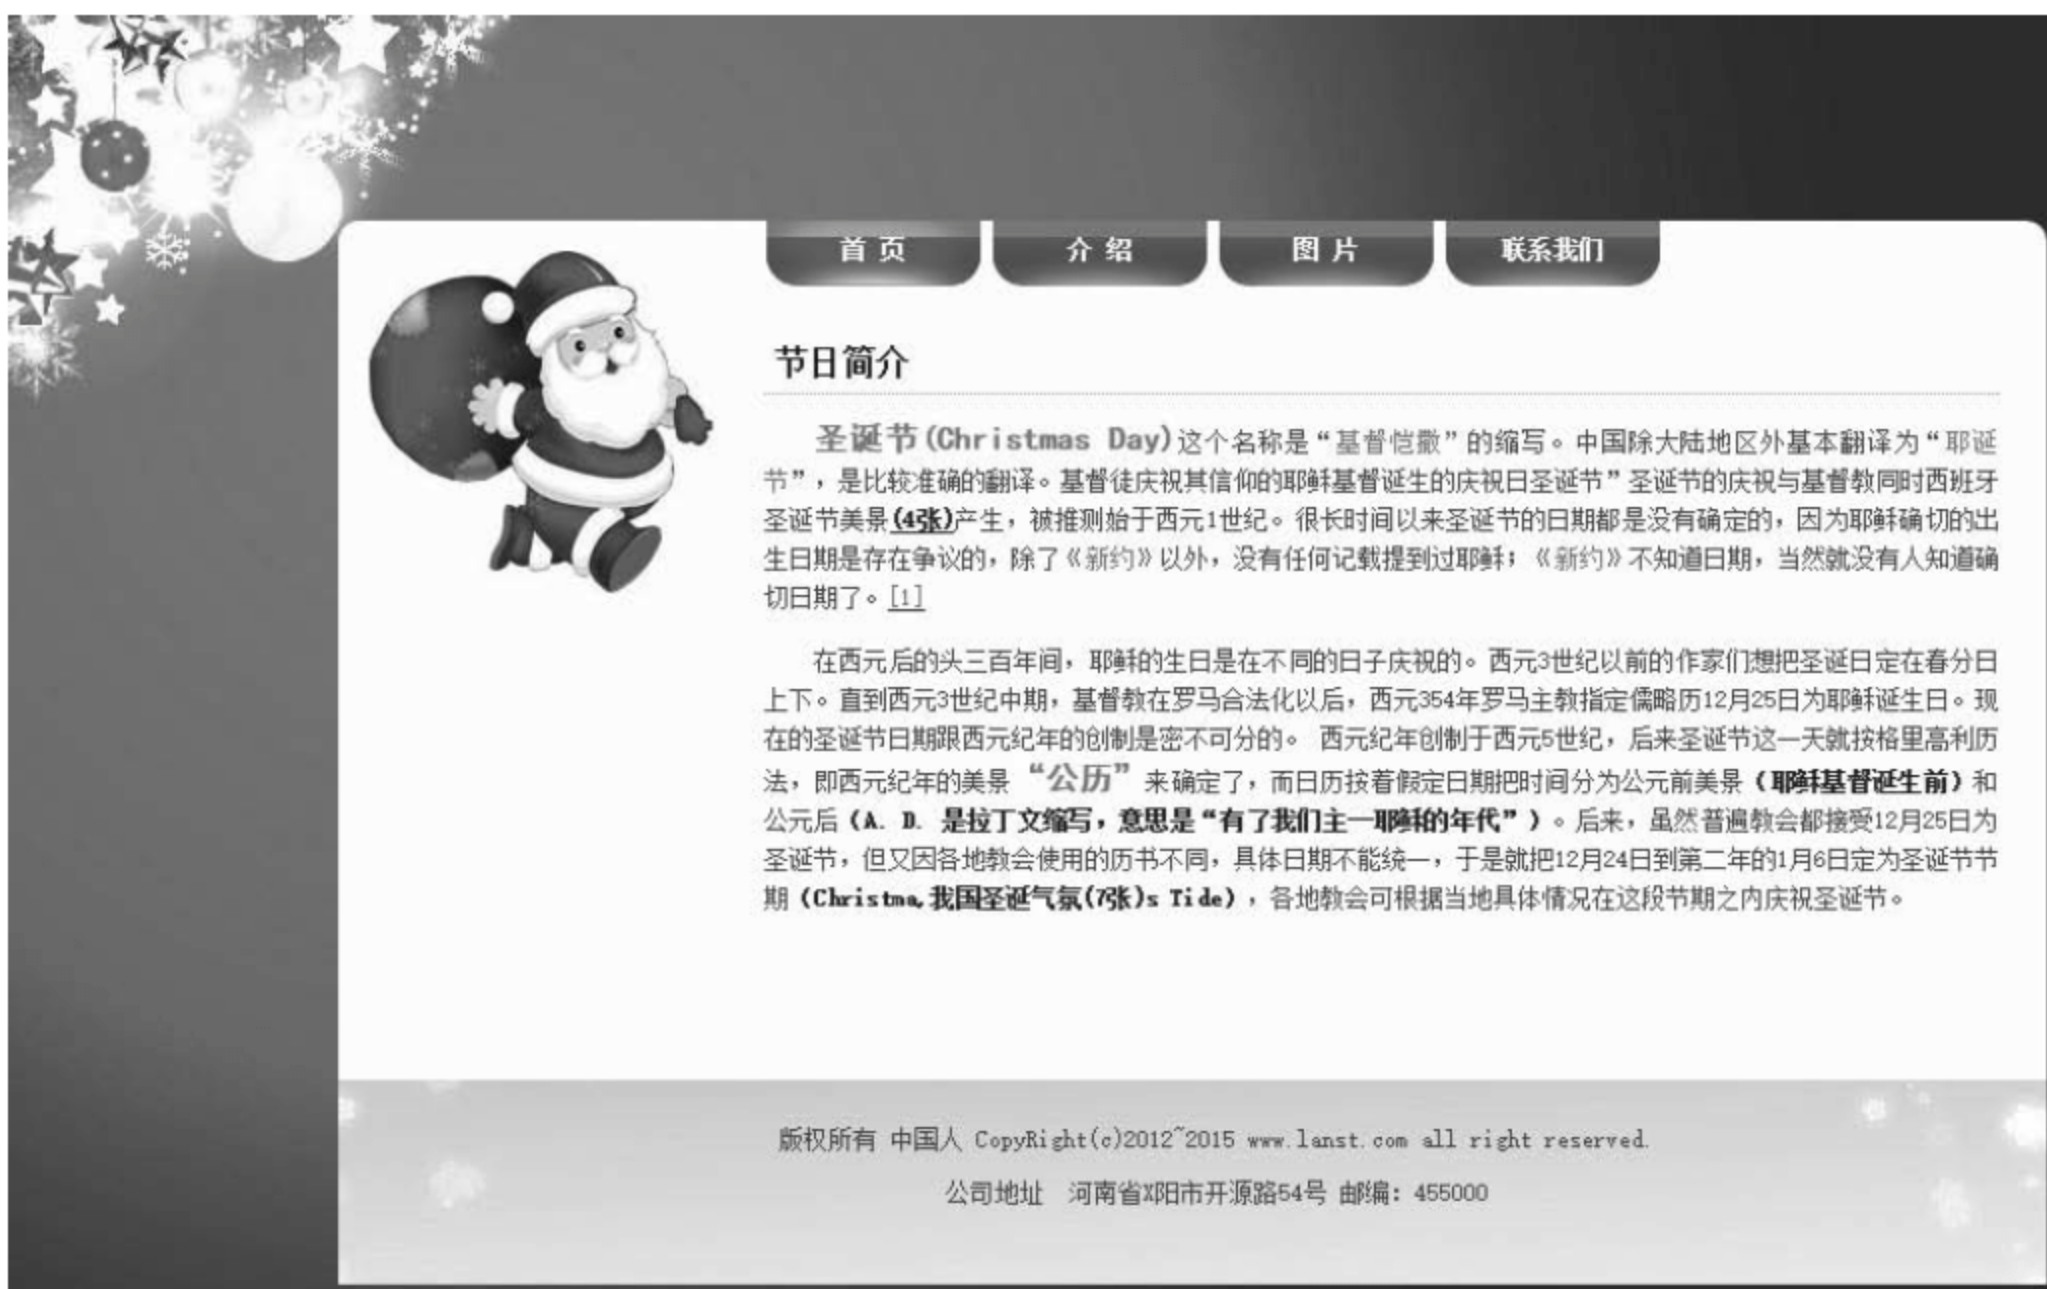 首 页 介 绍 图 片 联系我们
节日简介
圣诞节(Christmas Day)这个名称是“基督恺撒”的缩写。中国除大陆地区外基本翻译为“耶诞
节”，是比较准确的翻译。基督徒庆祝其信仰的耶稣基督诞生的庆祝日圣诞节”圣诞节的庆祝与基督教同时西班牙
圣诞节美景(4张)产生，被推测始于西元1世纪。很长时间以来圣诞节的日期都是没有确定的，因为耶稣确切的出
生日期是存在争议的，除了《新约》以外，没有任何记载提到过耶稣；《新约》不知道日期，当然就没有人知道确
切日期了。[1]
在西元后的头三百年间，耶稣的生日是在不同的日子庆祝的。西元3世纪以前的作家们想把圣诞日定在春分日
上下。直到西元3世纪中期，基督教在罗马合法化以后，西元354年罗马主教指定儒略历12月25日为耶稣诞生日。现
在的圣诞节日期跟西元纪年的创制是密不可分的。 西元纪年创制于西元5世纪，后来圣诞节这一天就按格里高利历
法，即西元纪年的美景 “公历” 来确定了，而日历按着假定日期把时间分为公元前美景（耶稣基督诞生前）和
公元后（A. D. 是拉丁文缩写，意思是“有了我们主—耶稣的年代”）。后来，虽然普遍教会都接受12月25日为
圣诞节，但又因各地教会使用的历书不同，具体日期不能统一，于是就把12月24日到第二年的1月6日定为圣诞节节
期（Christma,我国圣诞气氛(7张)s Tide），各地教会可根据当地具体情况在这段节期之内庆祝圣诞节。
版权所有 中国人 CopyRight(c)2012~2015 www.lanst.com all right reserved.
公司地址 河南省X阳市开源路54号 邮编：455000